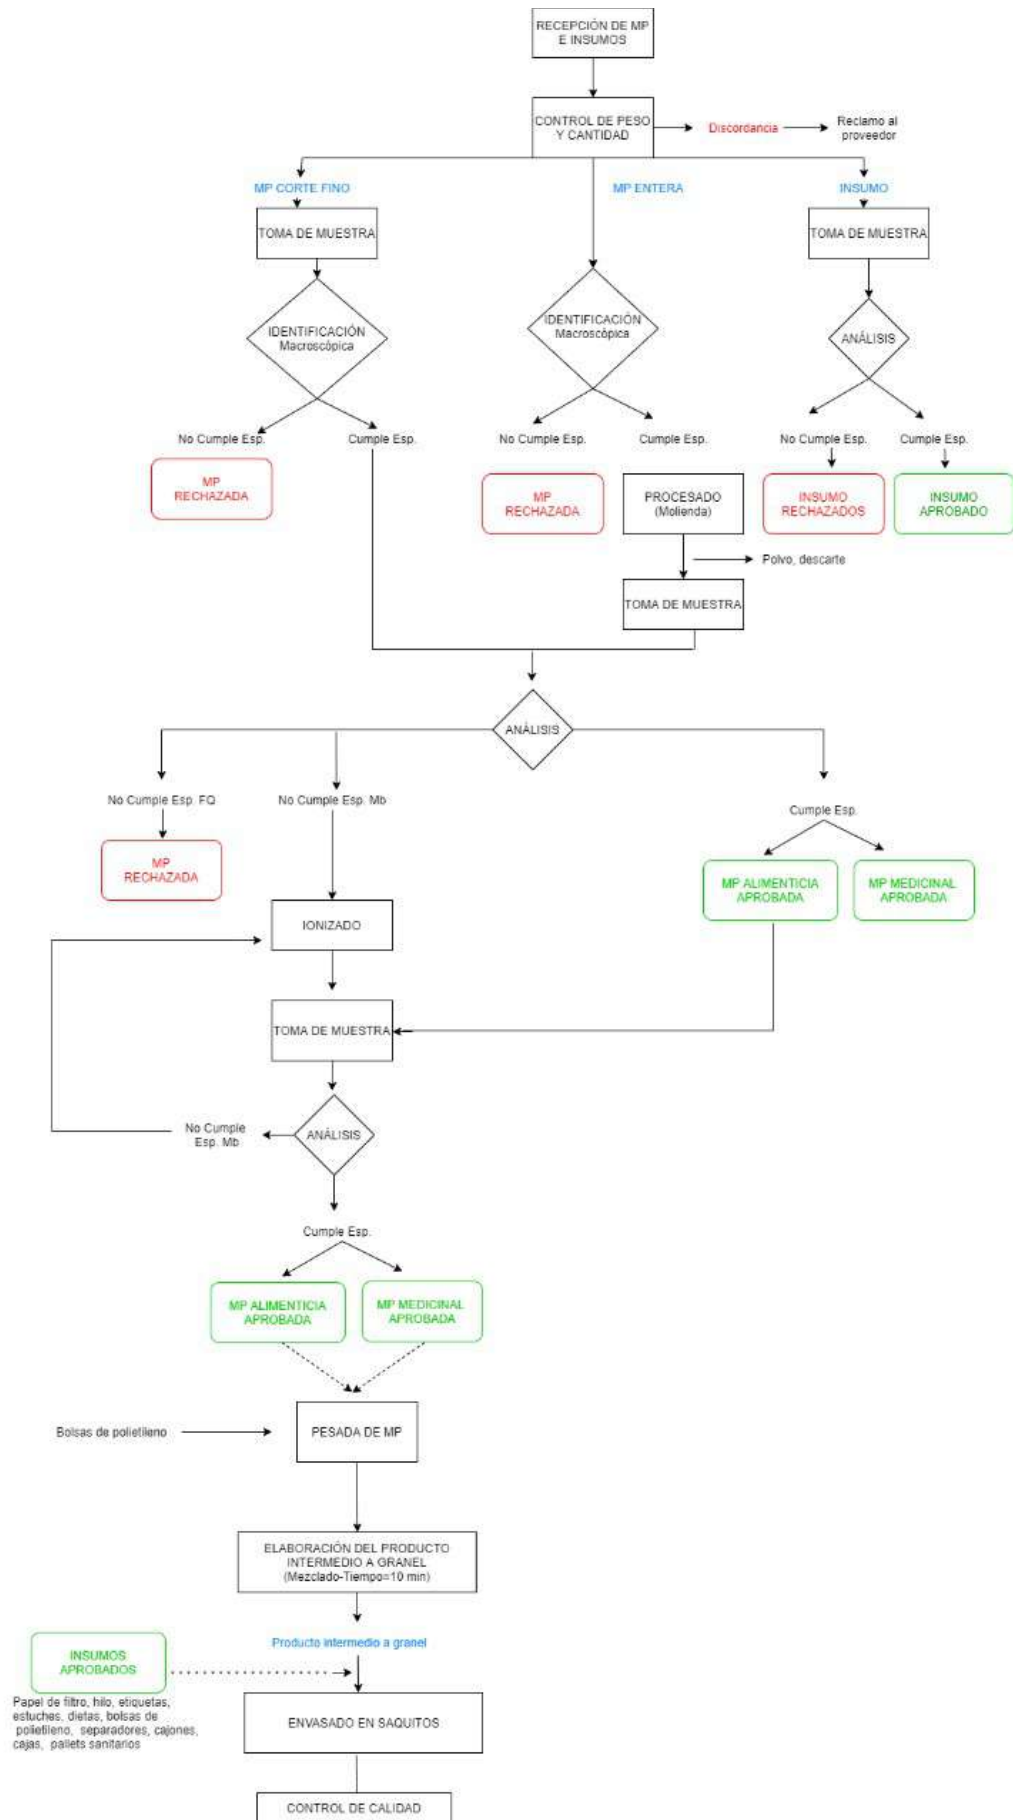 RECEPCIÓN DE MP
E INSUMOS
CONTROL DE PESO
Y CANTIDAD
Discordancia
Reclamo al
proveedor
MP CORTE FINO
MP ENTERA
INSUMO
TOMA DE MUESTRA
TOMA DE MUESTRA
IDENTIFICACIÓN
Macroscópica
IDENTIFICACIÓN
Macroscópica
ANÁLISIS
No Cumple Esp.
Cumple Esp.
No Cumple Esp.
Cumple Esp.
No Cumple Esp.
Cumple Esp.
MP
RECHAZADA
MP
RECHAZADA
PROCESADO
(Molienda)
INSUMO
RECHAZADOS
INSUMO
APROBADO
Polvo, descarte
TOMA DE MUESTRA
ANÁLISIS
No Cumple Esp. FQ
No Cumple Esp. Mb
Cumple Esp.
MP
RECHAZADA
MP ALIMENTICIA
APROBADA
MP MEDICINAL
APROBADA
IONIZADO
TOMA DE MUESTRA
ANÁLISIS
No Cumple
Esp. Mb
Cumple Esp.
MP ALIMENTICIA
APROBADA
MP MEDICINAL
APROBADA
Bolsas de polietileno
PESADA DE MP
ELABORACIÓN DEL PRODUCTO
INTERMEDIO A GRANEL
(Mezclado-Tiempo=10 min)
Producto intermedio a granel
INSUMOS
APROBADOS
Papel de filtro, hilo, etiquetas,
estuches, dietas, bolsas de
polietileno, separadores, cajones,
cajas, pallets sanitarios
ENVASADO EN SAQUITOS
CONTROL DE CALIDAD